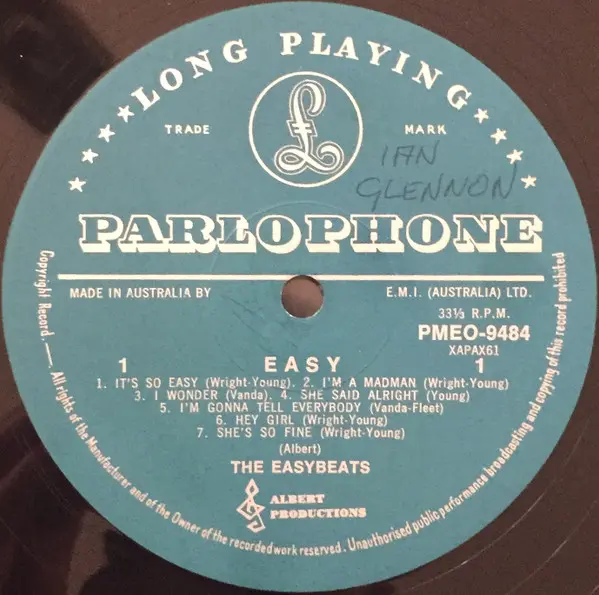 ★★★★★LONG PLAYING★★★★★
£
TRADE MARK
IAN
GLENNON
PARLOPHONE
MADE IN AUSTRALIA BY E.M.I. (AUSTRALIA) LTD.
33⅓ R.P.M.
PMEO-9484
XAPAX61
1 EASY 1
1. IT'S SO EASY (Wright-Young). 2. I'M A MADMAN (Wright-Young)
3. I WONDER (Vanda). 4. SHE SAID ALRIGHT (Young)
5. I'M GONNA TELL EVERYBODY (Vanda-Fleet)
6. HEY GIRL (Wright-Young)
7. SHE'S SO FINE (Wright-Young)
(Albert)
THE EASYBEATS
ALBERT
PRODUCTIONS
Copyright Record. —— All rights of the Manufacturer and of the Owner of the recorded work reserved. Unauthorised public performance broadcasting and copying of this record prohibited